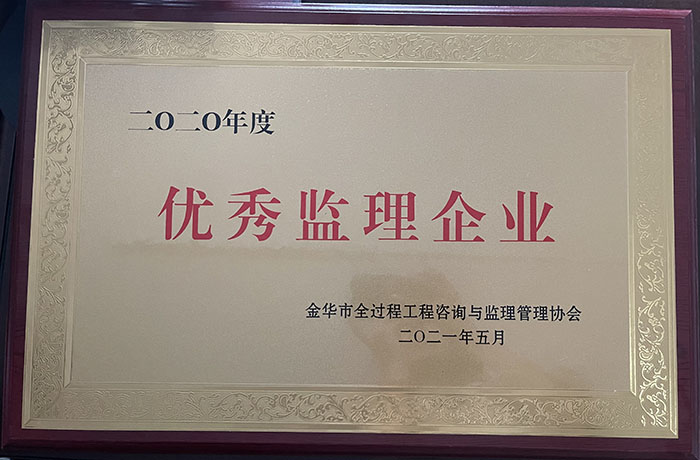 二〇二〇年度
优秀监理企业
金华市全过程工程咨询与监理管理协会
二〇二一年五月